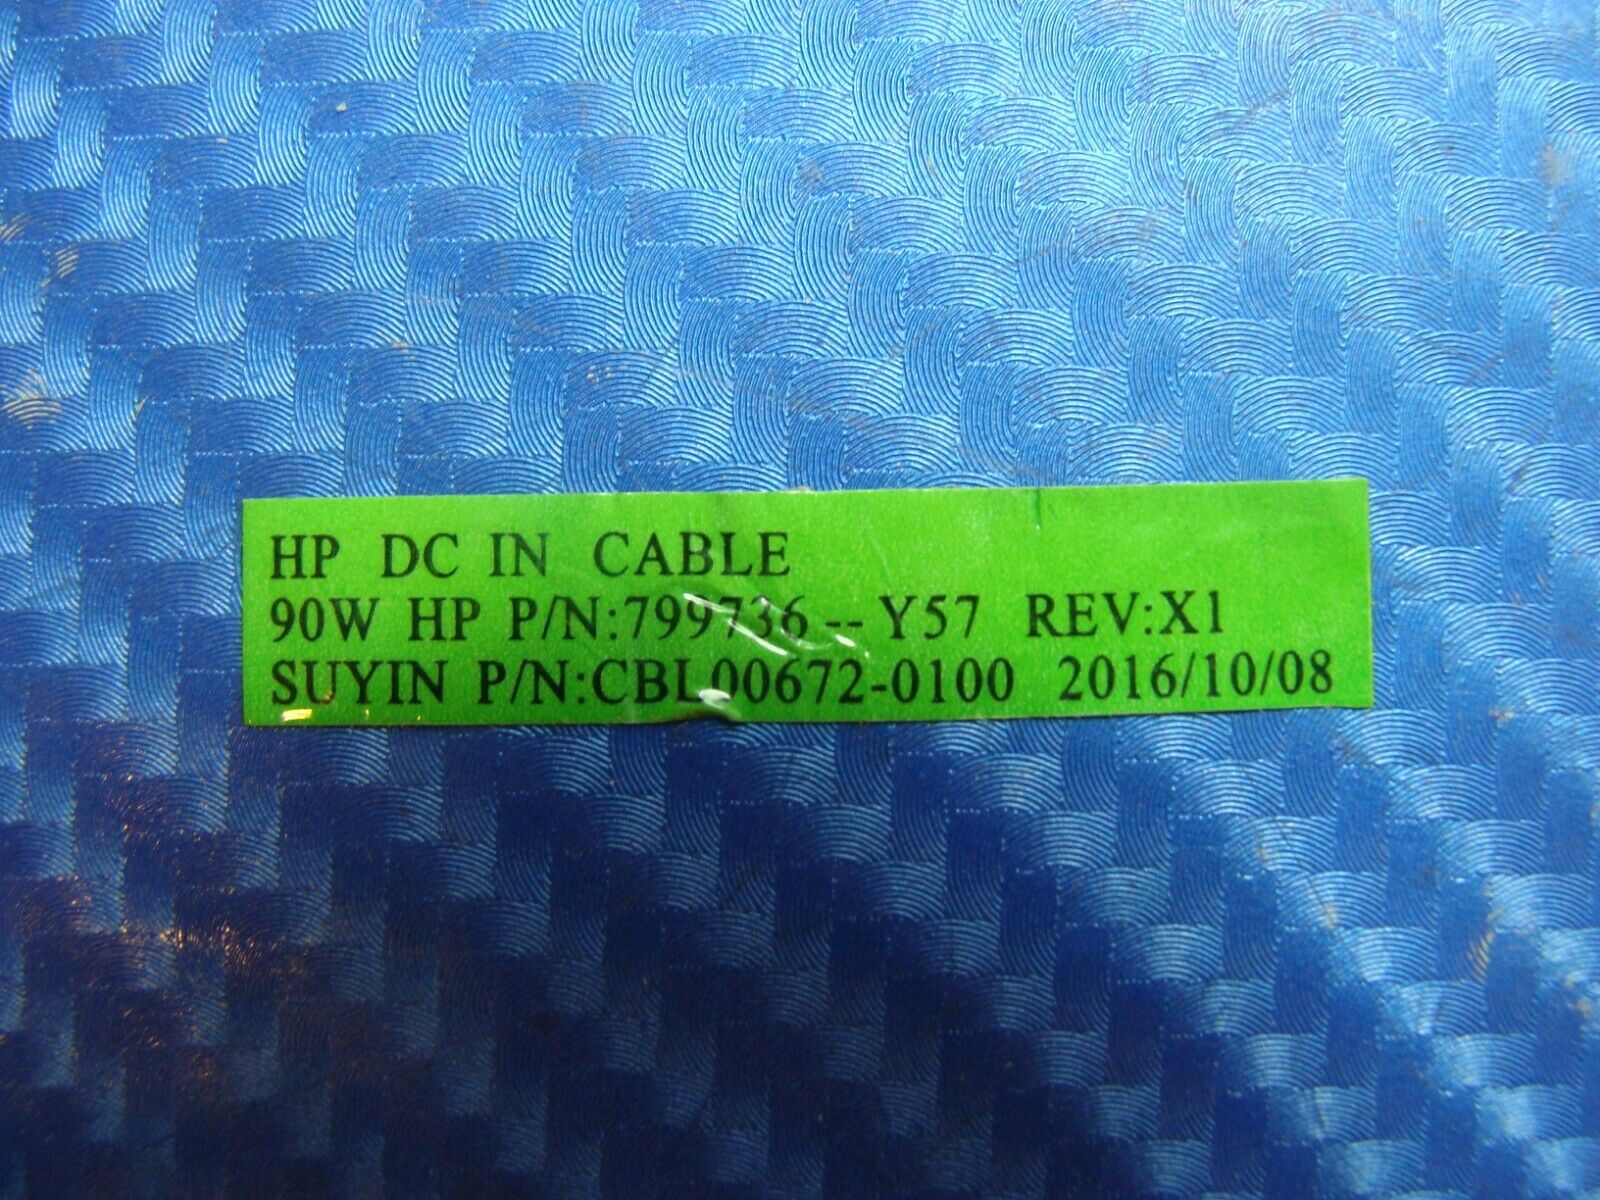 HP DC IN CABLE
90W HP P/N:799736--Y57 REV:X1
SUYIN P/N:CBL00672-0100 2016/10/08